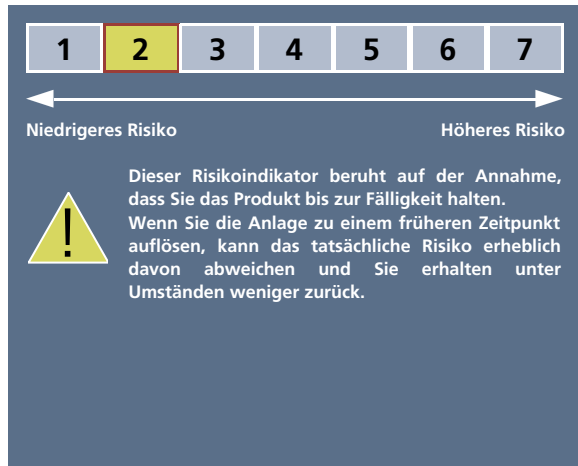 1 2 3 4 5 6 7
Niedrigeres Risiko Höheres Risiko
Dieser Risikoindikator beruht auf der Annahme,
dass Sie das Produkt bis zur Fälligkeit halten.
Wenn Sie die Anlage zu einem früheren Zeitpunkt
auflösen, kann das tatsächliche Risiko erheblich
davon abweichen und Sie erhalten unter
Umständen weniger zurück.
!